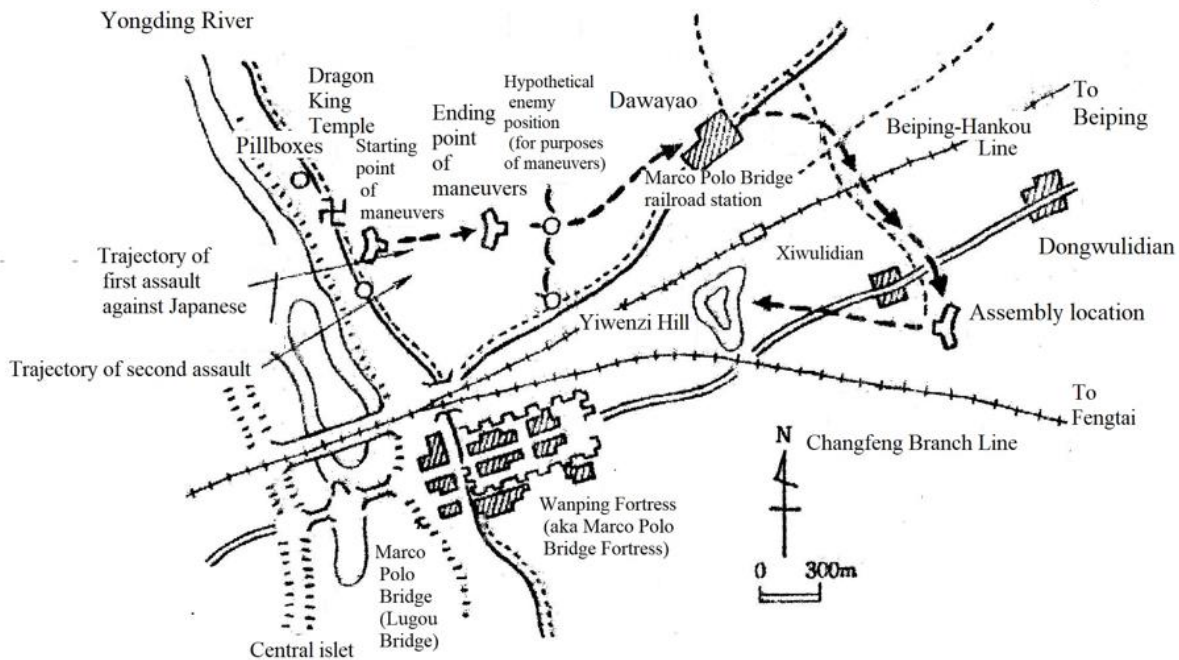 Yongding River
Dragon
King
Temple
Pillboxes
Starting
point
of
maneuvers
Ending
point
of
maneuvers
Hypothetical
enemy
position
(for purposes
of maneuvers)
Dawayao
Beiping-Hankou
Line
To
Beiping
Marco Polo Bridge
railroad station
Xiwulidian
Dongwulidian
Trajectory of
first assault
against Japanese
Yiwenzi Hill
Assembly location
Trajectory of second assault
To
Fengtai
N
Changfeng Branch Line
Wanping Fortress
(aka Marco Polo
Bridge Fortress)
Marco
Polo
Bridge
(Lugou
Bridge)
0 300m
Central islet